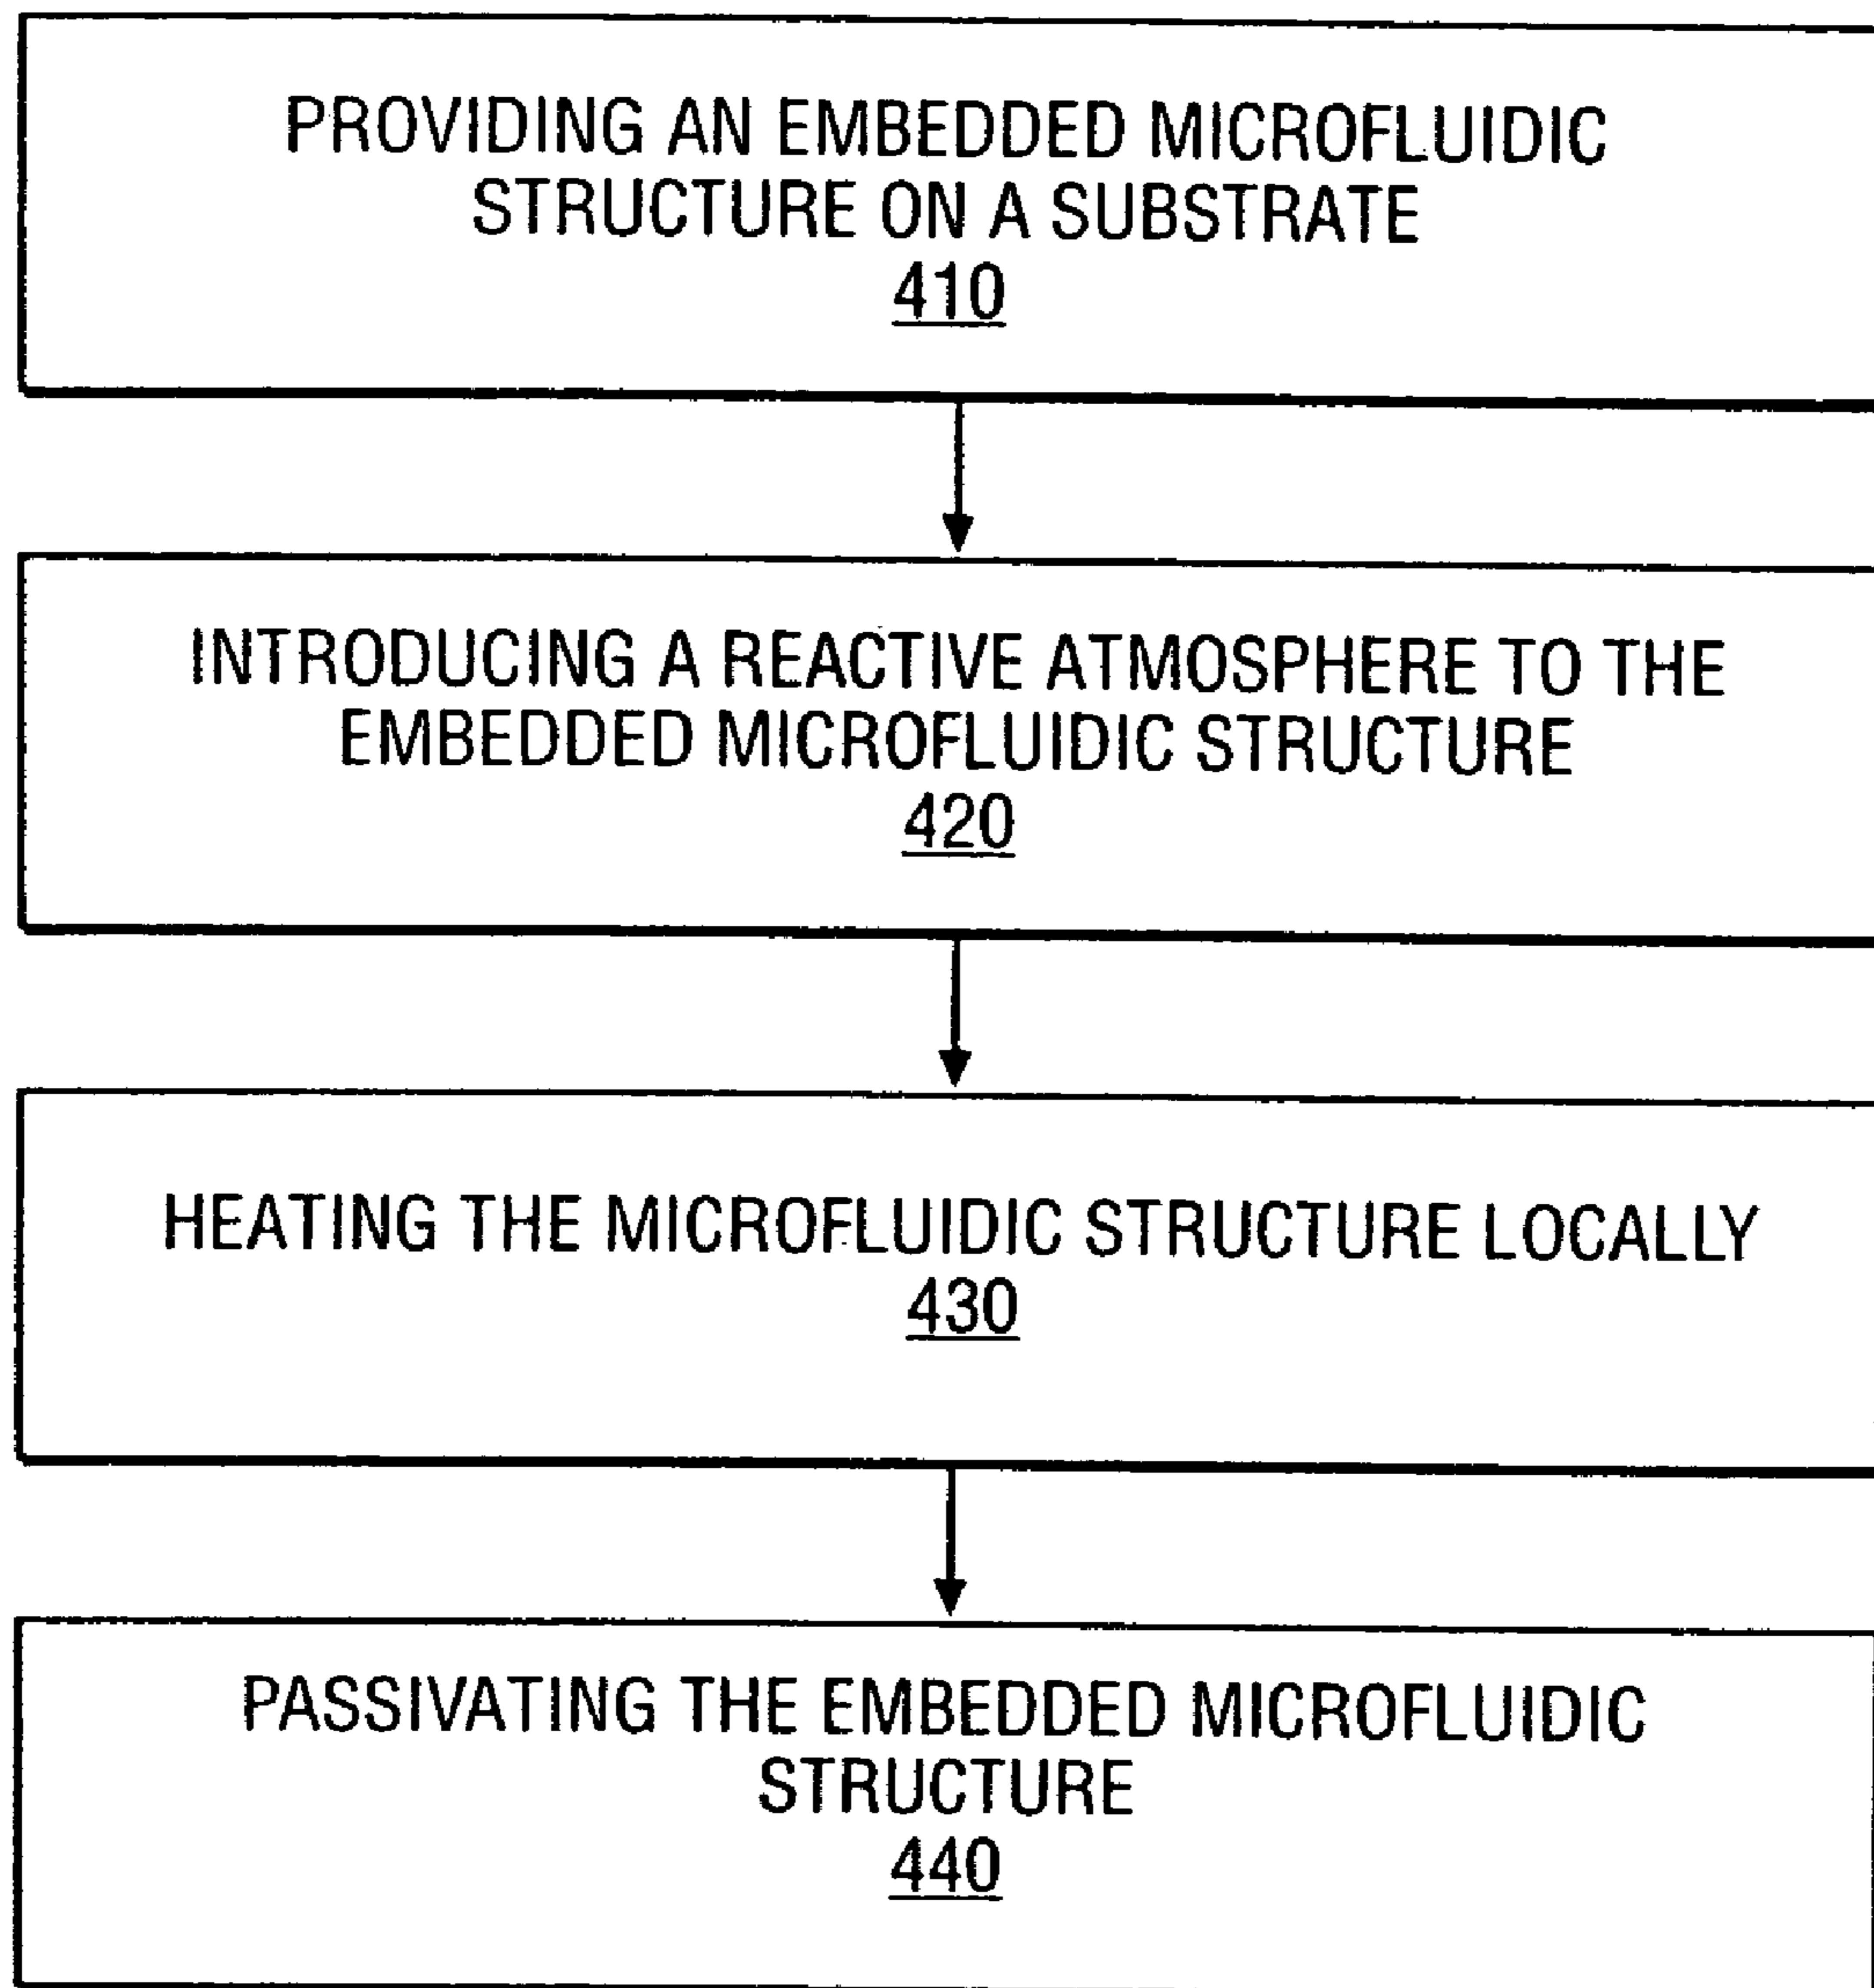 PROVIDING AN EMBEDDED MICROFLUIDIC
STRUCTURE ON A SUBSTRATE
410
INTRODUCING A REACTIVE ATMOSPHERE TO THE
EMBEDDED MICROFLUIDIC STRUCTURE
420
HEATING THE MICROFLUIDIC STRUCTURE LOCALLY
430
PASSIVATING THE EMBEDDED MICROFLUIDIC
STRUCTURE
440